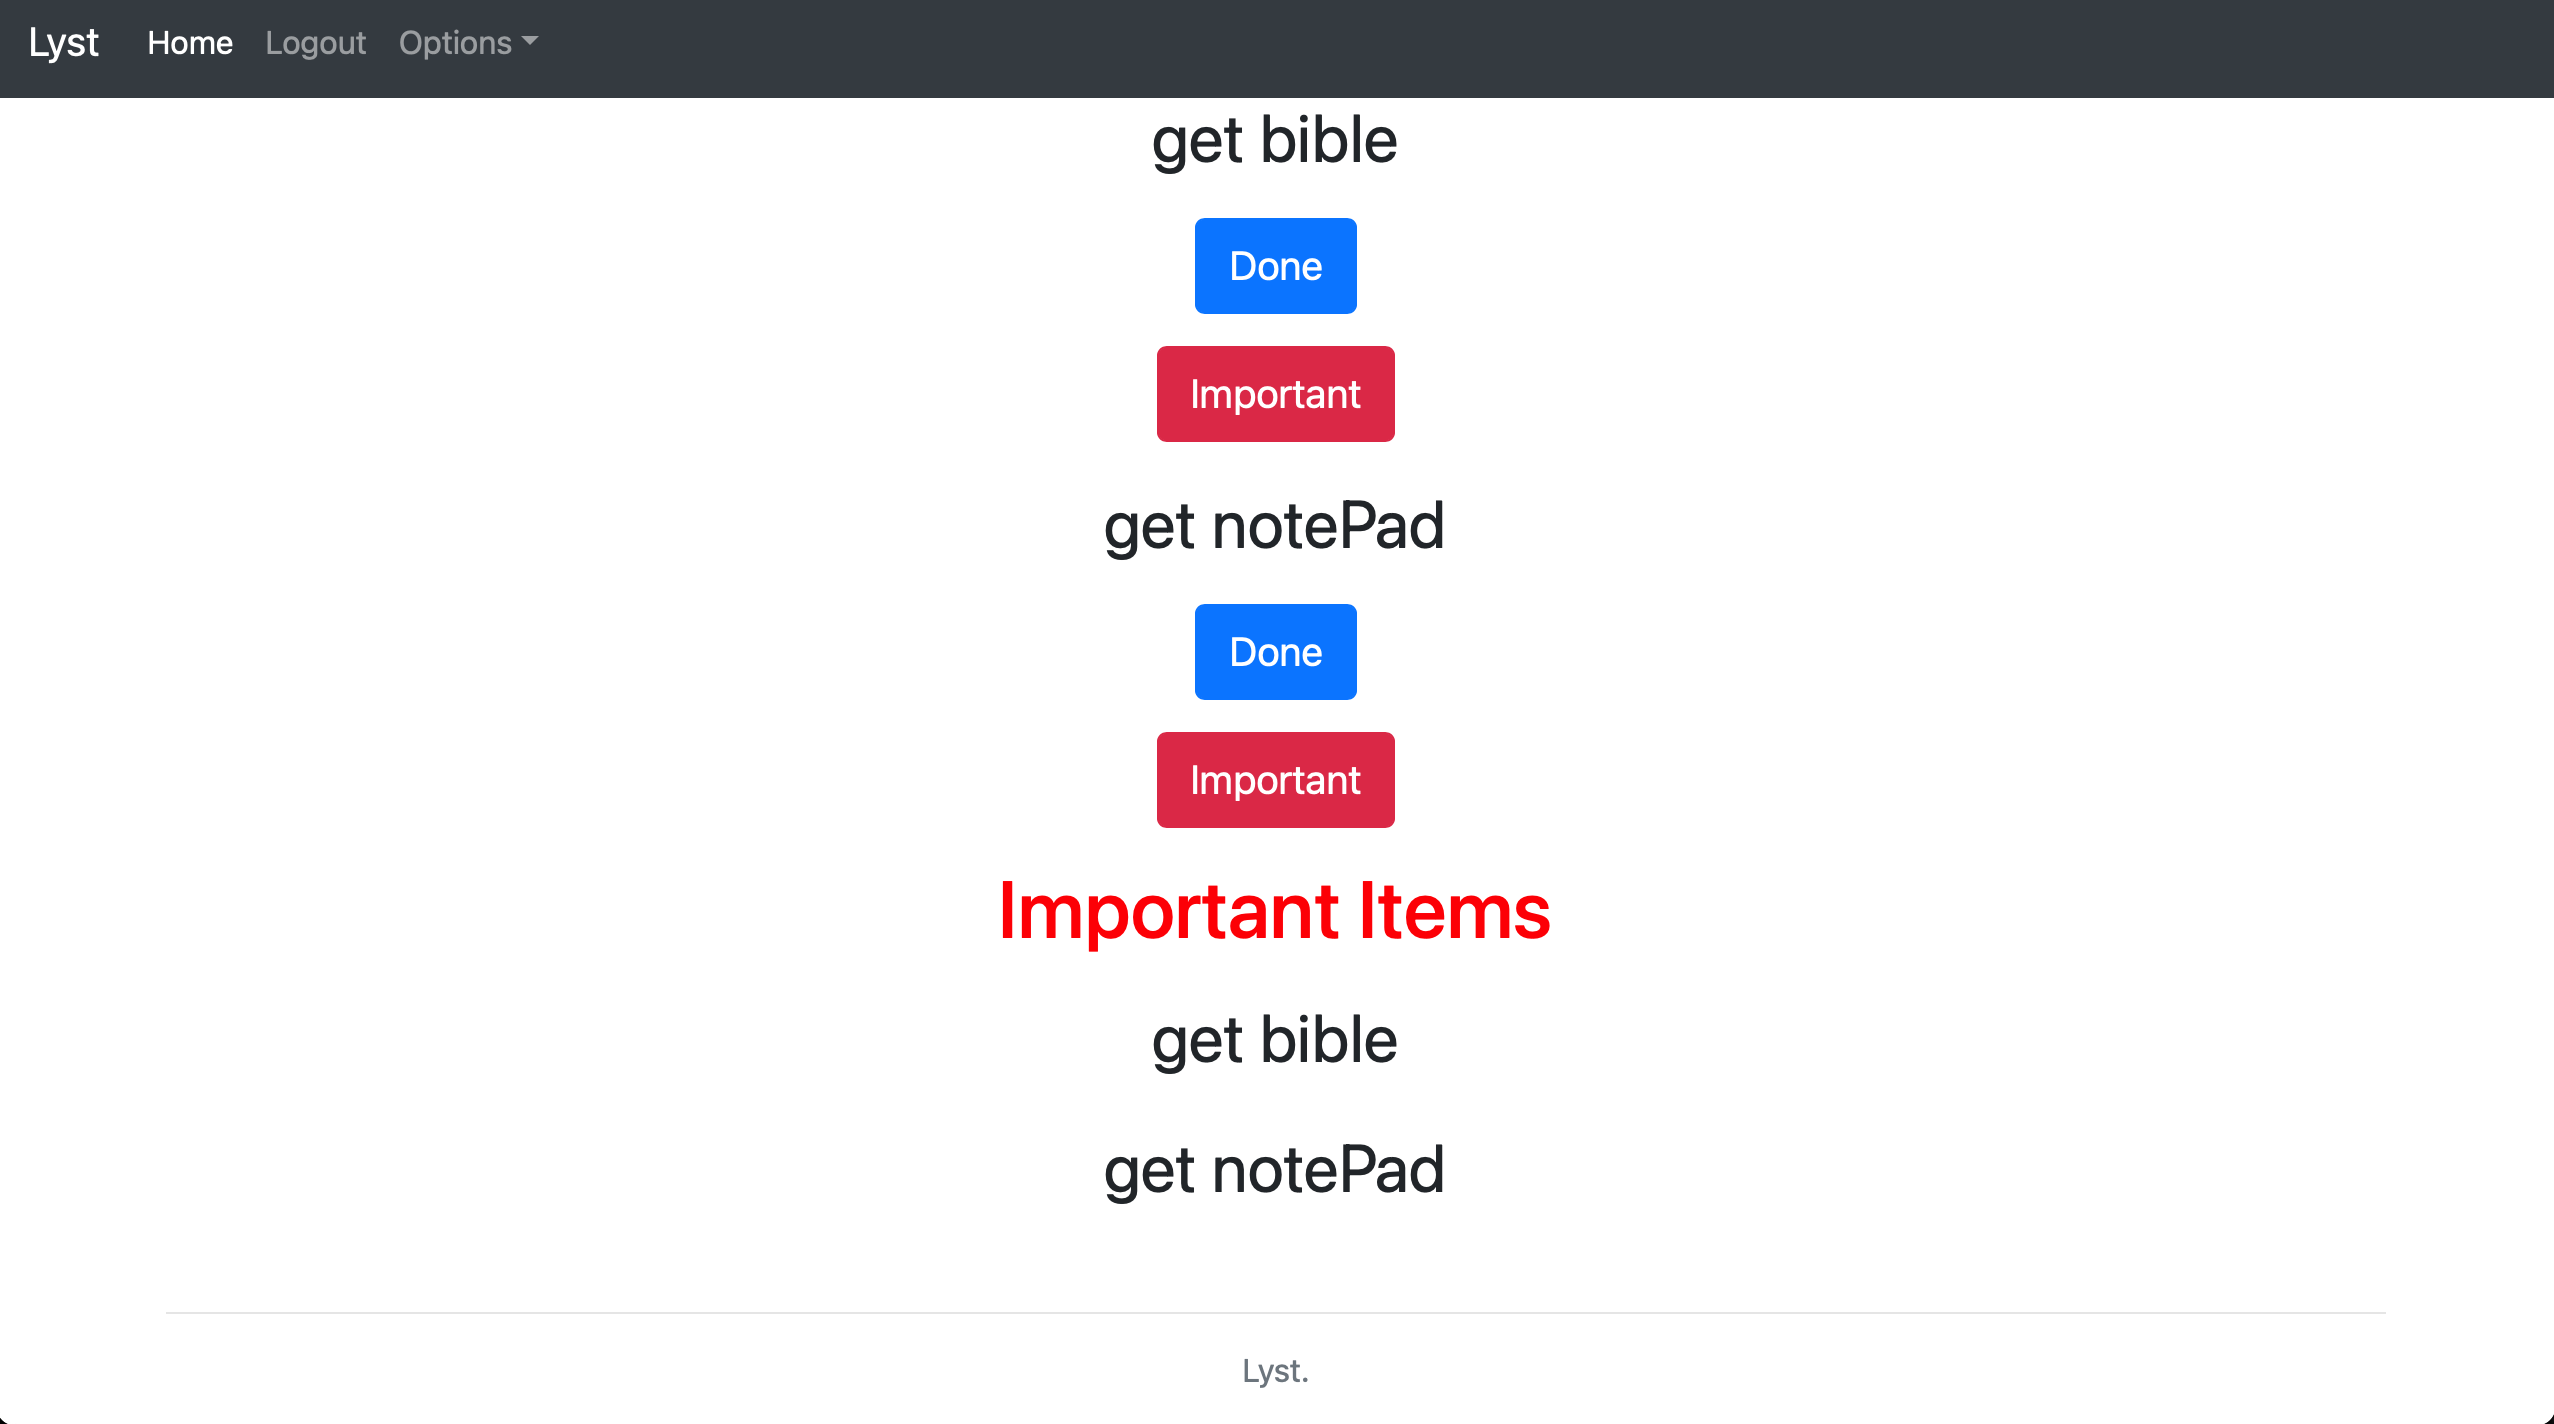 Lyst Home Logout Options
get bible
Done
Important
get notePad
Done
Important
Important Items
get bible
get notePad
Lyst.